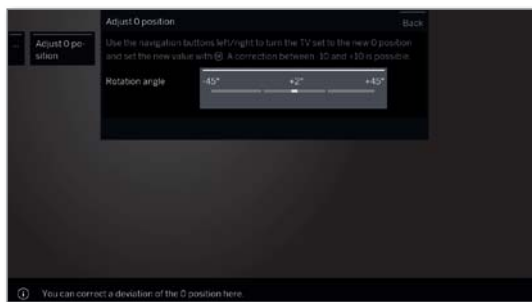 Adjust 0 position
Back
... Adjust 0 po-
sition
Use the navigation buttons left/right to turn the TV set to the new 0 position
and set the new value with. A correction between -10 and +10 is possible.
Rotation angle
-45° +2° +45°
You can correct a deviation of the 0 position here.